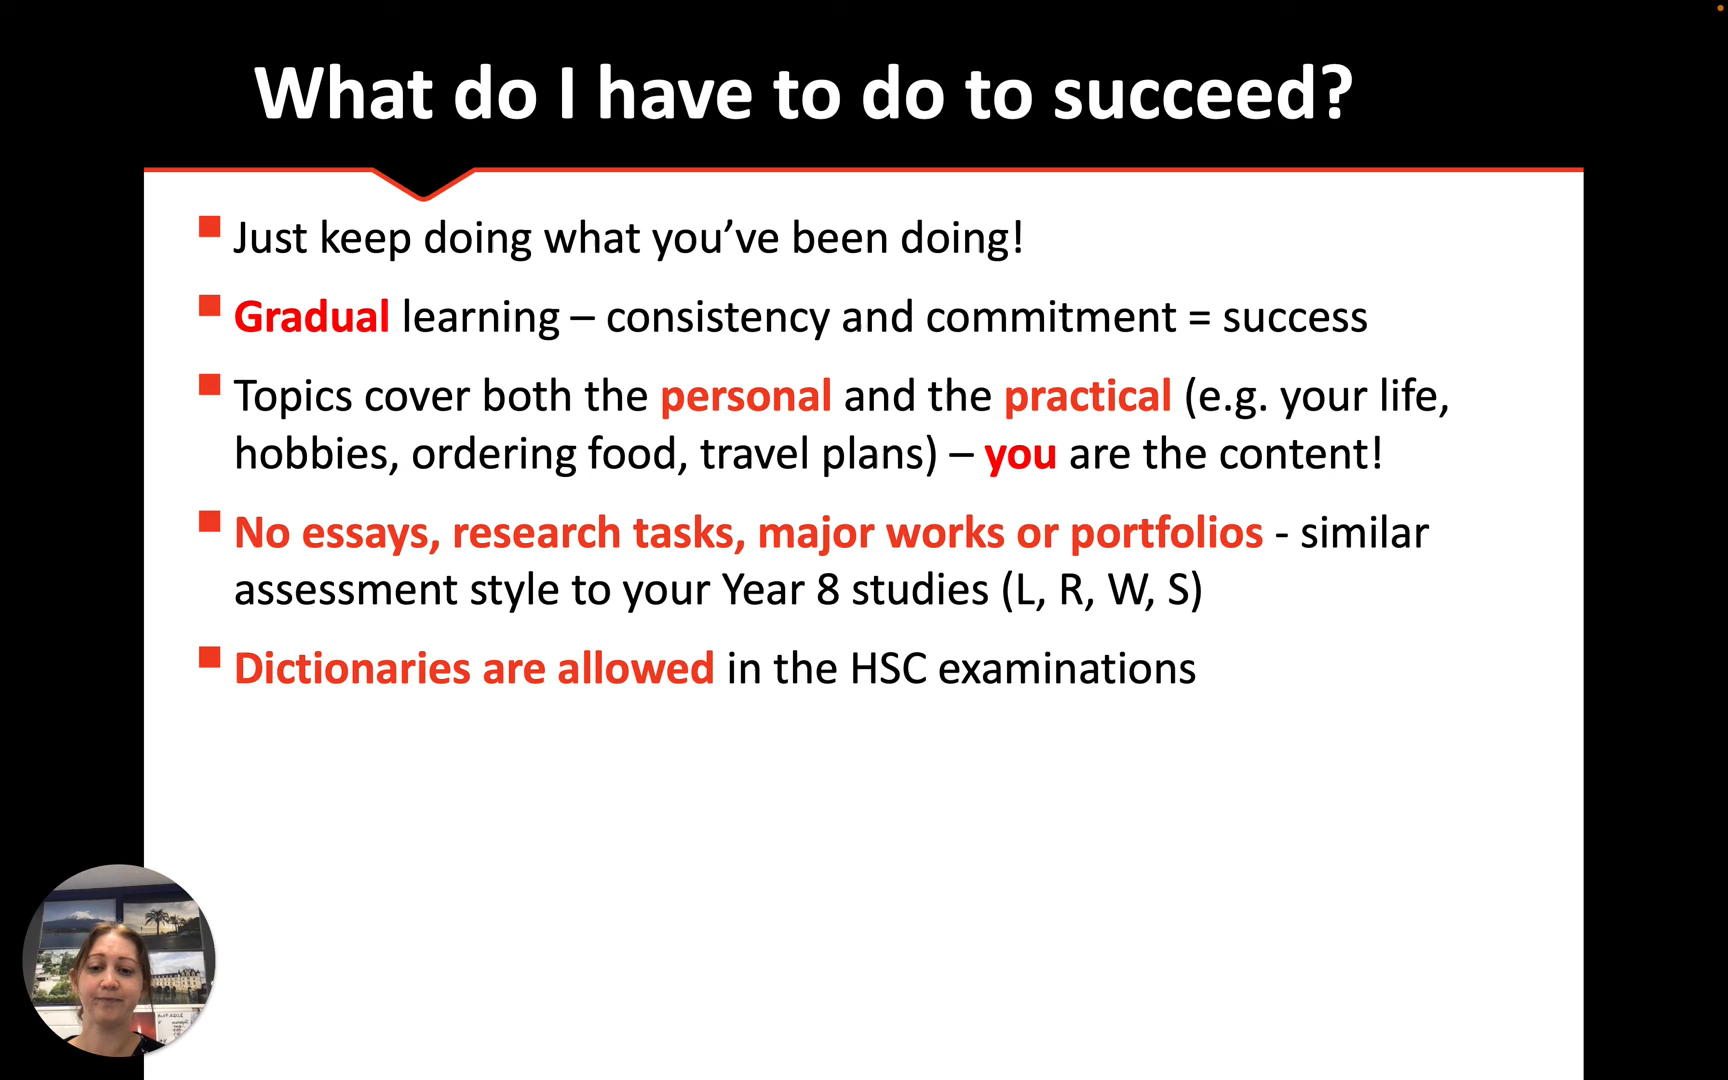 What do I have to do to succeed?
Just keep doing what you’ve been doing!
Gradual learning – consistency and commitment = success
Topics cover both the personal and the practical (e.g. your life,
hobbies, ordering food, travel plans) – you are the content!
No essays, research tasks, major works or portfolios - similar
assessment style to your Year 8 studies (L, R, W, S)
Dictionaries are allowed in the HSC examinations